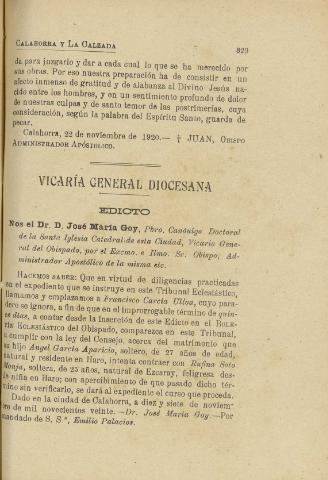 CALAHORRA Y LA CALZADA 329
da para juzgarlo y dar a cada cual lo que se ha merecido por
sus obras. Por eso nuestra preparación ha de consistir en un
afecto inmenso de gratitud y de alabanza al Divino Jesús na-
cido entre los hombres, y en un sentimiento profundo de dolor
de nuestras culpas y de santo temor de las postrimerías, cuya
consideración, según la palabra del Espíritu Santo, guarda de
pecar.
Calahorra, 22 de noviembre de 1920.— † JUAN, OBISPO
ADMINISTRADOR APÓSTOLICO.
VICARÍA GENERAL DIOCESANA
EDICTO
Nos el Dr. D. José María Goy, Pbro. Canónigo Doctoral
de la Santa Iglesia Catedral de esta Ciudad, Vicario Gene-
ral del Obispado, por el Excmo. e Ilmo. Sr. Obispo, Ad-
ministrador Apostólico de la misma etc.
HACEMOS SABER: Que en virtud de diligencias practicadas
en el expediente que se instruye en este Tribunal Eclesiástico,
llamamos y emplazamos a Francisco García Ulloa, cuyo para-
dero se ignora, a fin de que en el improrrogable término de quin-
ce días, a contar desde la inserción de este Edicto en el BOLE-
TÍN ECLESIÁSTICO del Obispado, comparezca en este Tribunal,
a cumplir con la ley del Consejo, acerca del matrimonio que
su hijo Angel García Aparicio, soltero, de 27 años de edad,
natural y residente en Haro, intenta contraer con Rufina Soto
Monja, soltera, de 25 años, natural de Ezcaray, feligresa des-
de niña en Haro; con apercibimiento de que pasado dicho tér-
mino sin verificarlo, se dará al expediente el curso que proceda.
Dado en la ciudad de Calahorra, a diez y siete de noviem-
bre de mil novecientos veinte.—Dr. José María Goy.—Por
mandado de S. Sª, Emilio Palacios.